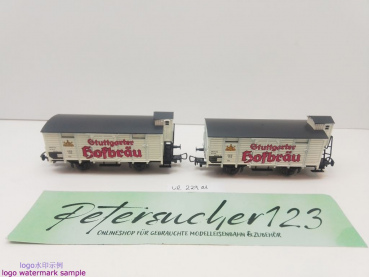 Stuttgarter
Hofbräu
Stuttgarter
Hofbräu
Petersucher123
ONLINESHOP FÜR GEBRAUCHTE MODELLEISENBAHN & ZUBEHÖR
logo水印示例
logo watermark sample